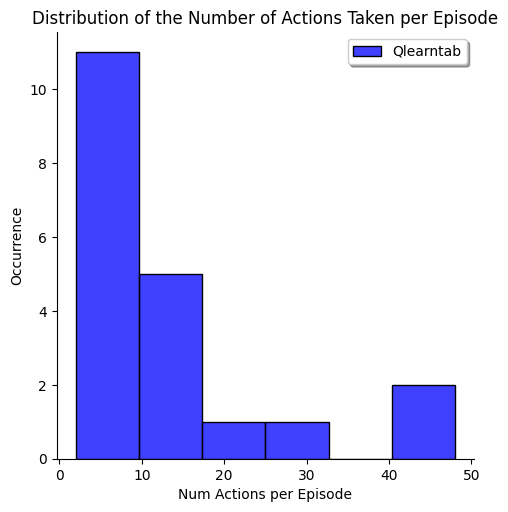 Distribution of the Number of Actions Taken per Episode
Qlearntab
10
8
6
4
2
0
Occurrence
0 10 20 30 40 50
Num Actions per Episode